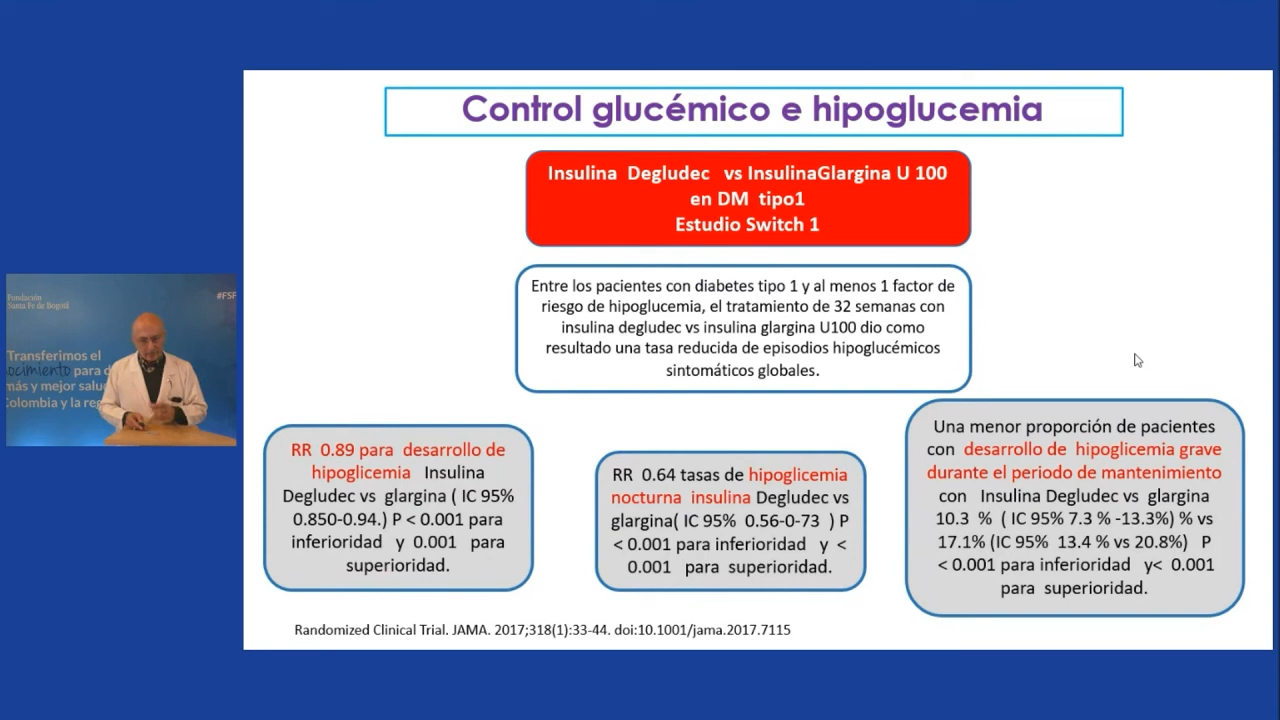 Control glucémico e hipoglucemia
Insulina Degludec vs InsulinaGlargina U 100
en DM tipo1
Estudio Switch 1
Entre los pacientes con diabetes tipo 1 y al menos 1 factor de
riesgo de hipoglucemia, el tratamiento de 32 semanas con
insulina degludec vs insulina glargina U100 dio como
resultado una tasa reducida de episodios hipoglucémicos
sintomáticos globales.
Fundación
Santa Fe de Bogotá
#FSF
Transferimos el
ocimiento para d
más y mejor salu
Colombia y la reg
RR 0.89 para desarrollo de
hipoglicemia Insulina
Degludec vs glargina ( IC 95%
0.850-0.94.) P < 0.001 para
inferioridad y 0.001 para
superioridad.
RR 0.64 tasas de hipoglicemia
nocturna insulina Degludec vs
glargina( IC 95% 0.56-0-73 ) P
< 0.001 para inferioridad y <
0.001 para superioridad.
Una menor proporción de pacientes
con desarrollo de hipoglicemia grave
durante el periodo de mantenimiento
con Insulina Degludec vs glargina
10.3 % ( IC 95% 7.3 % -13.3%) % vs
17.1% (IC 95% 13.4 % vs 20.8%) P
< 0.001 para inferioridad y< 0.001
para superioridad.
Randomized Clinical Trial. JAMA. 2017;318(1):33-44. doi:10.1001/jama.2017.7115